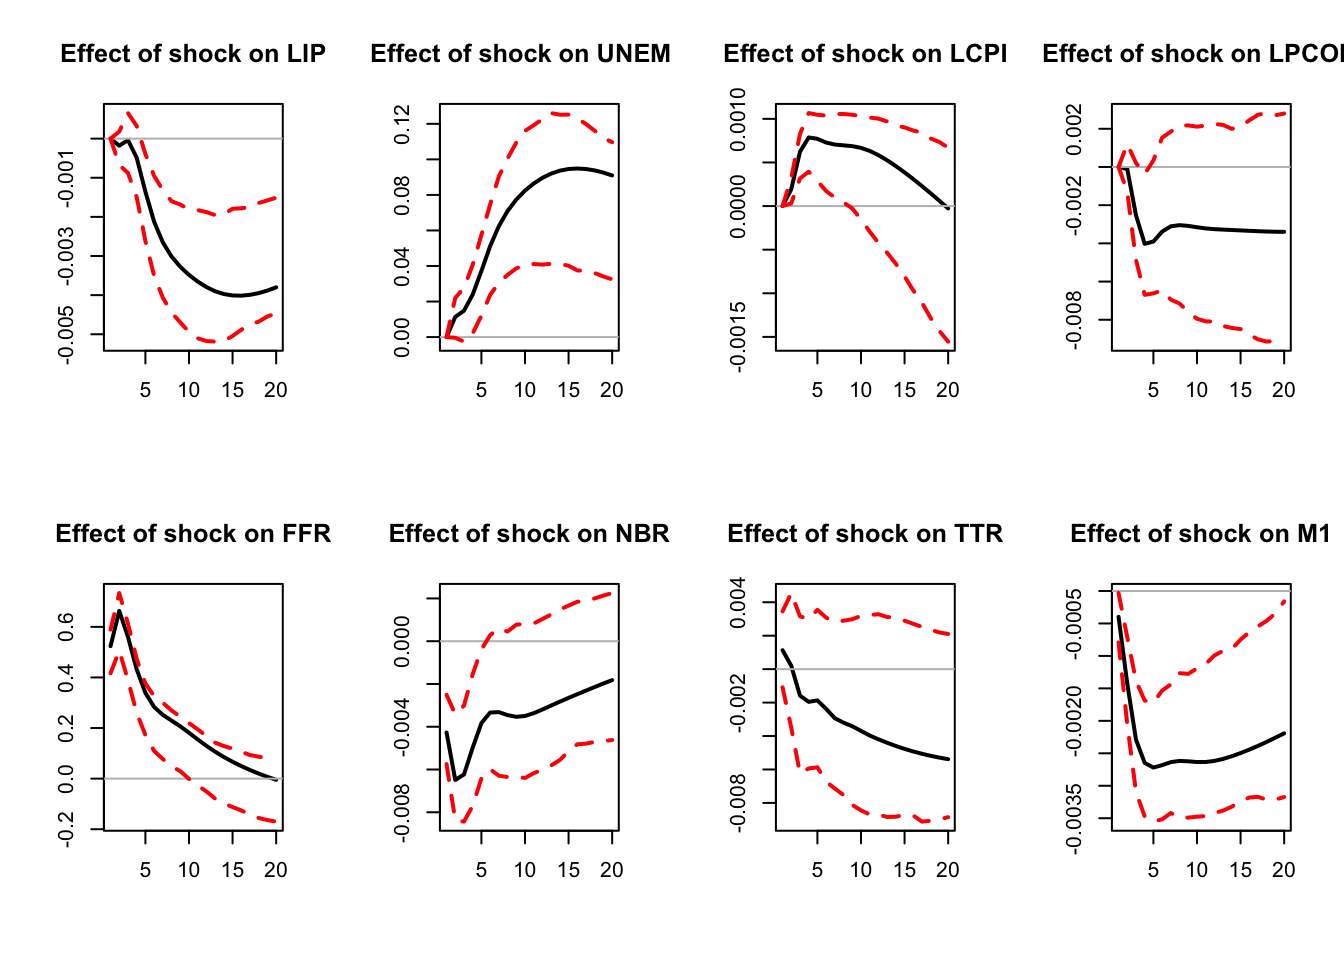 Effect of shock on LIP
-0.001
-0.003
-0.005
5 10 15 20
Effect of shock on UNEM
0.12
0.08
0.04
0.00
5 10 15 20
Effect of shock on LCPI
0.0010
0.0000
-0.0015
5 10 15 20
Effect of shock on LPCO
0.002
-0.002
-0.008
5 10 15 20
Effect of shock on FFR
0.6
0.4
0.2
0.0
-0.2
5 10 15 20
Effect of shock on NBR
0.000
-0.004
-0.008
5 10 15 20
Effect of shock on TTR
0.004
-0.002
-0.008
5 10 15 20
Effect of shock on M1
-0.0005
-0.0020
-0.0035
5 10 15 20